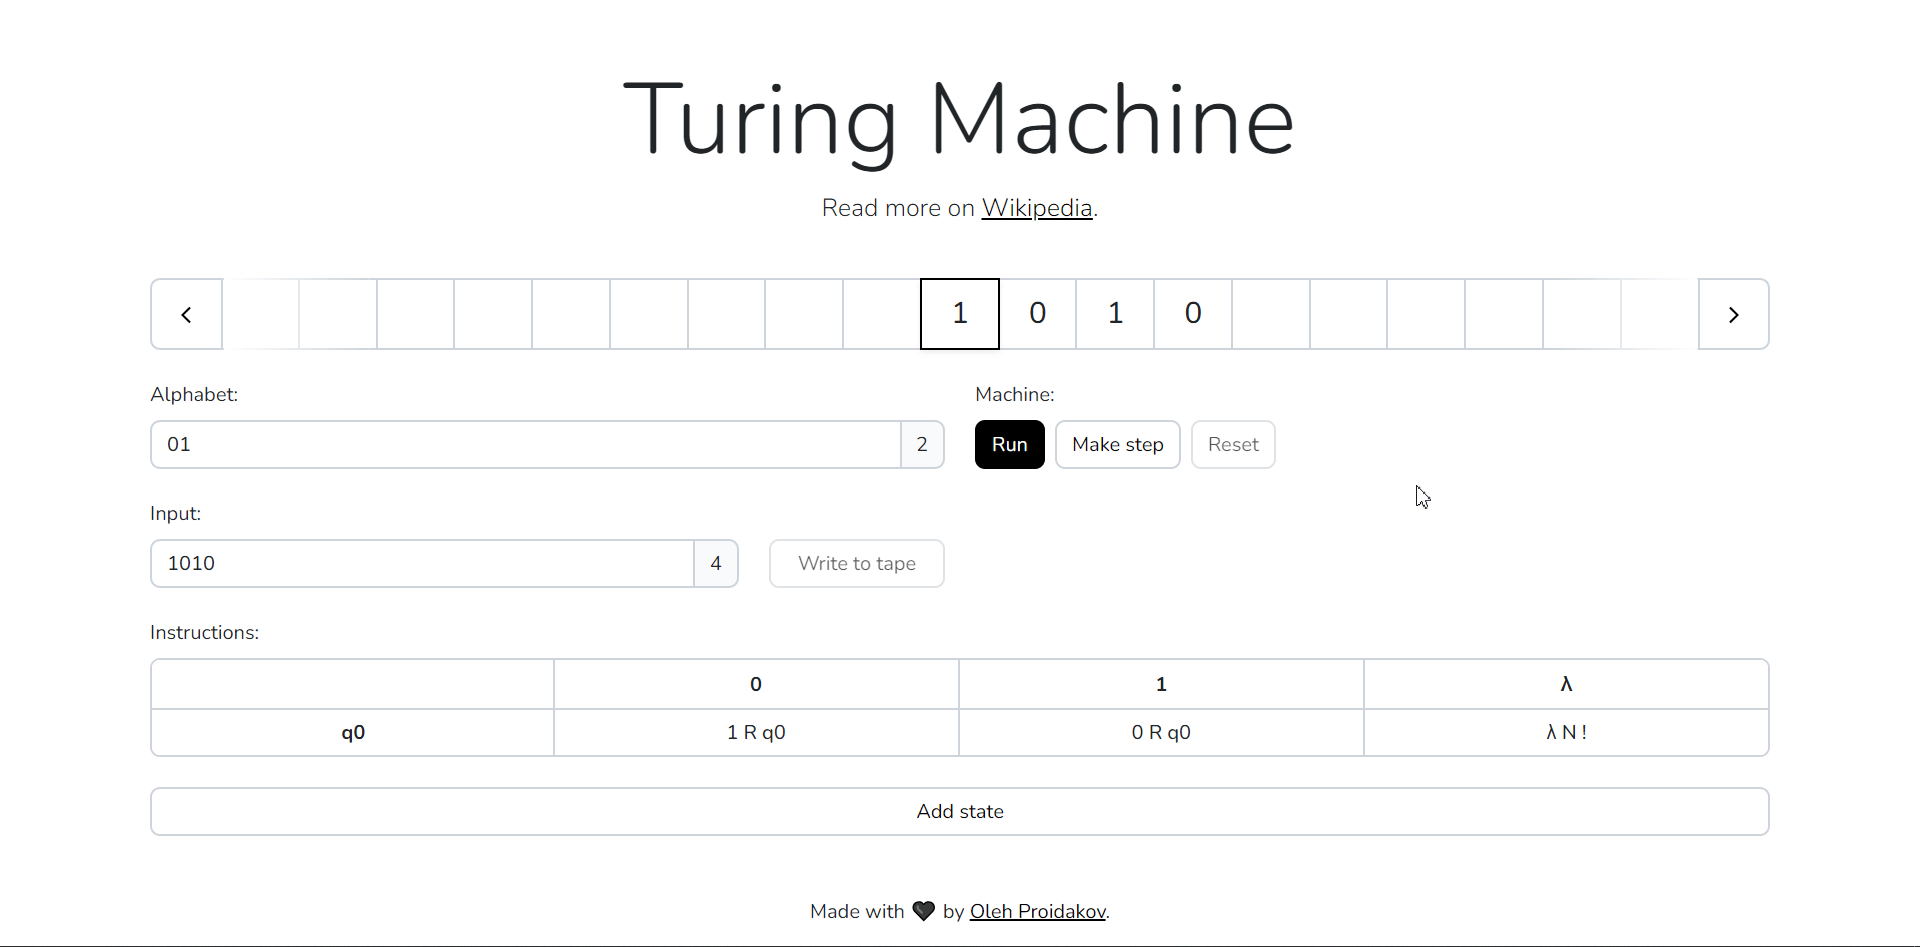 Turing Machine
Read more on Wikipedia.
1 0 1 0
Alphabet:
Machine:
01 2
Run Make step Reset
Input:
1010 4
Write to tape
Instructions:
0 1 λ
q0 1 R q0 0 R q0 λ N !
Add state
Made with 🖤 by Oleh Proidakov.